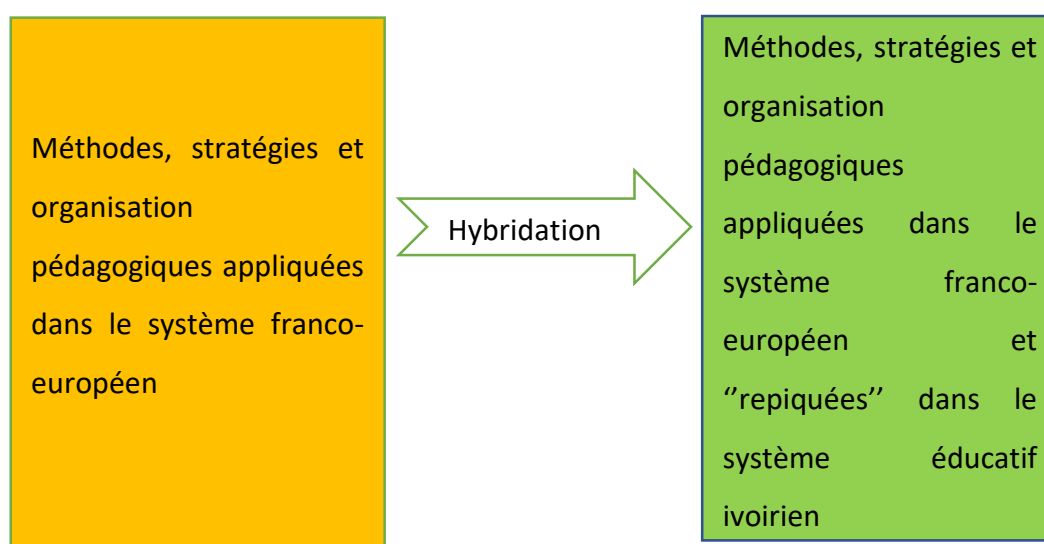 Méthodes, stratégies et
organisation
pédagogiques appliquées
dans le système franco-
européen
Hybridation
Méthodes, stratégies et
organisation
pédagogiques
appliquées dans le
système franco-
européen et
‘’repiquées’’ dans le
système éducatif
ivoirien